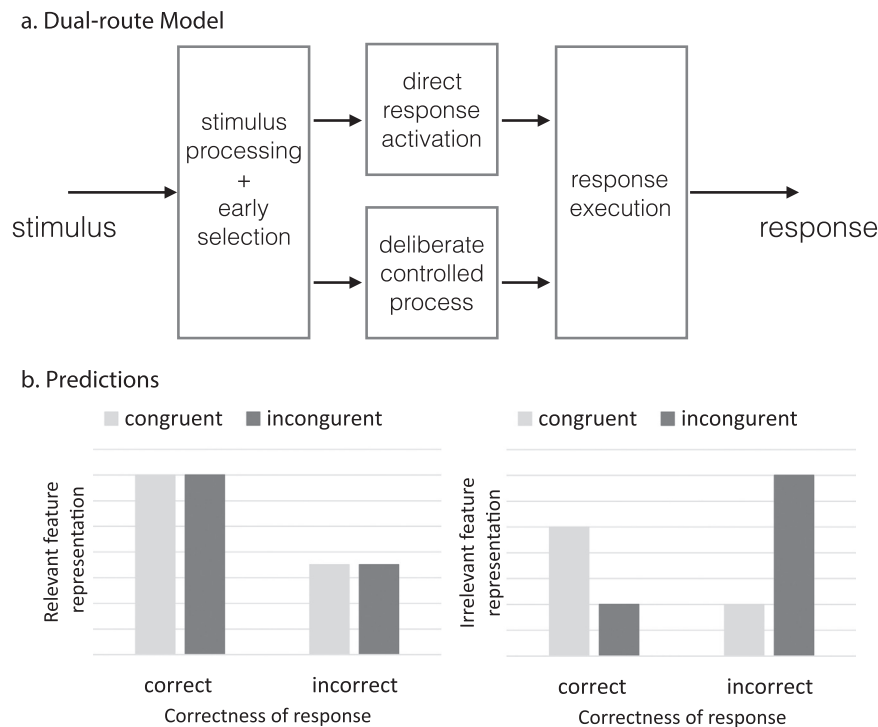 a. Dual-route Model
stimulus
stimulus
processing
+
early
selection
direct
response
activation
deliberate
controlled
process
response
execution
response
b. Predictions
congruent incongurent
Relevant feature
representation
correct incorrect
Correctness of response
congruent incongurent
Irrelevant feature
representation
correct incorrect
Correctness of response